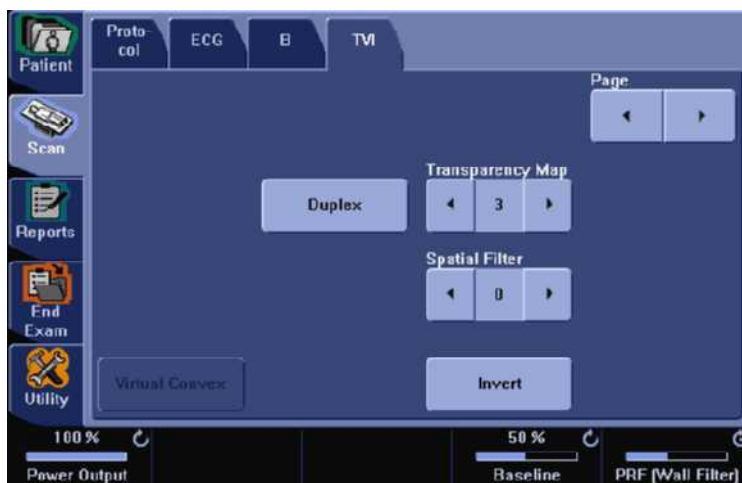 Patient
Scan
Reports
End
Exam
Utility
Proto-
col
ECG
B
TVI
Page
Duplex
Transparency Map
3
Spatial Filter
0
Virtual Convex
Invert
100 %
Power Output
50 %
Baseline
PRF (Wall Filter)